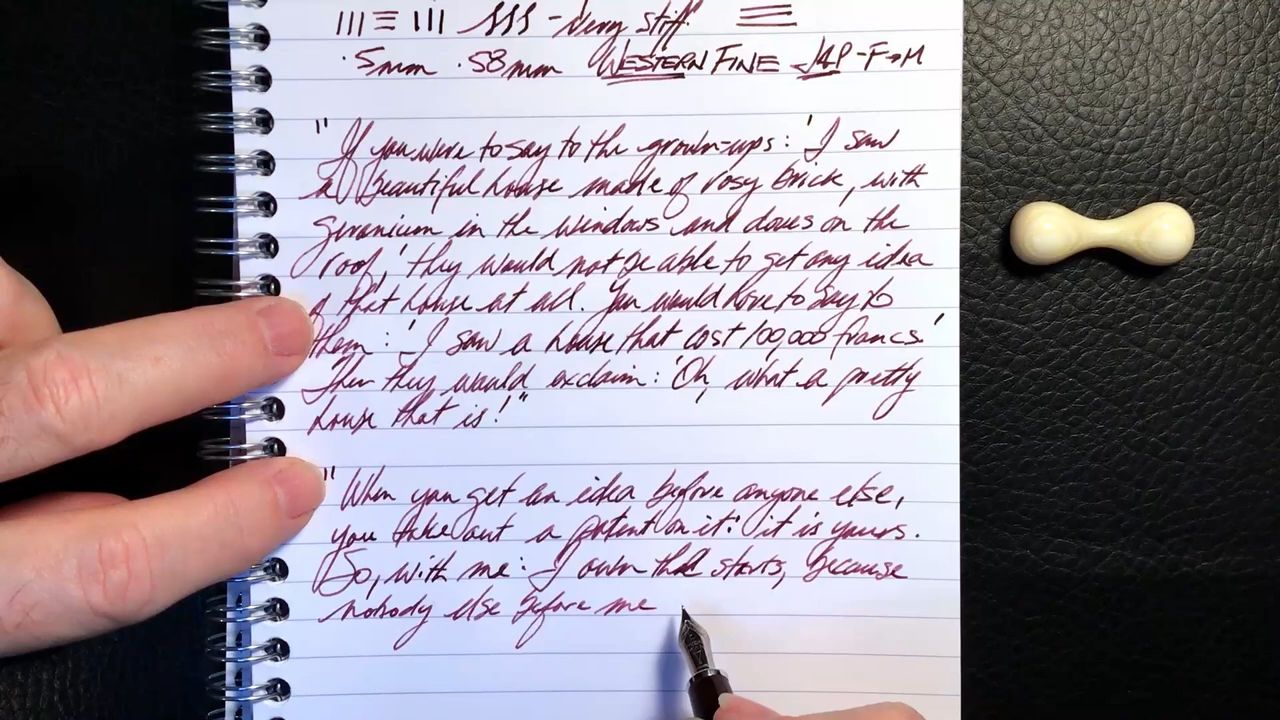 ||| ≡ ||| SSS - Very stiff
.5mm .58mm WESTERN FINE JAP-F→M
"If you were to say to the grown-ups: 'I saw
a beautiful house made of rosy brick, with
geranium in the windows and doves on the
roof,' they would not be able to get any idea
of that house at all. You would have to say to
them: 'I saw a house that cost 100,000 francs.'
Then they would exclaim: 'Oh, what a pretty
house that is!"
"When you get an idea before anyone else,
you take out a patent on it: it is yours.
So, with me: I own the stars, because
nobody else before me